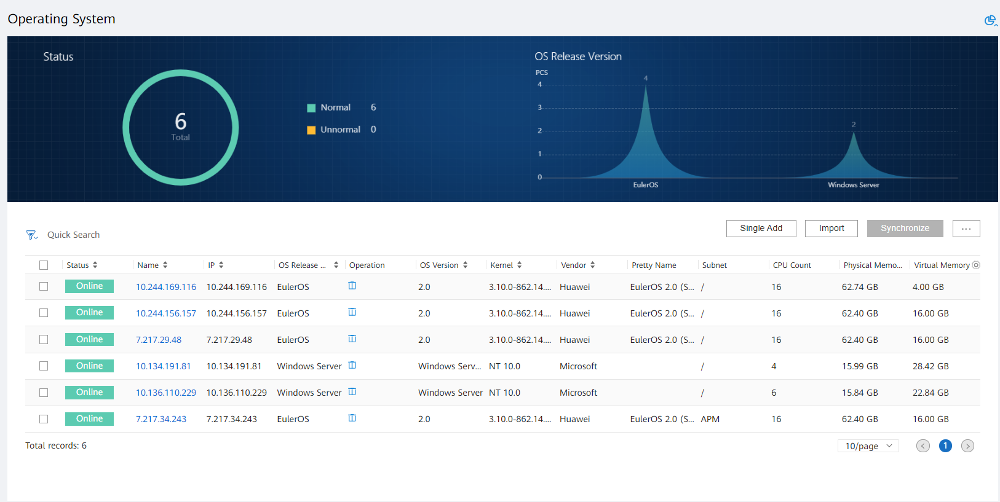 Operating System
Status
6
Total
Normal 6
Unnormal 0
OS Release Version
PCS
4
3
2
1
0
4
2
EulerOS
Windows Server
Quick Search
Single Add
Import
Synchronize
...
Status Name IP OS Release ... Operation OS Version Kernel Vendor Pretty Name Subnet CPU Count Physical Memo... Virtual Memory
Online 10.244.169.116 10.244.169.116 EulerOS 2.0 3.10.0-862.14.... Huawei EulerOS 2.0 (S... / 16 62.74 GB 4.00 GB
Online 10.244.156.157 10.244.156.157 EulerOS 2.0 3.10.0-862.14.... Huawei EulerOS 2.0 (S... / 16 62.40 GB 16.00 GB
Online 7.217.29.48 7.217.29.48 EulerOS 2.0 3.10.0-862.14.... Huawei EulerOS 2.0 (S... / 16 62.40 GB 16.00 GB
Online 10.134.191.81 10.134.191.81 Windows Server Windows Serv... NT 10.0 Microsoft / 4 15.99 GB 28.42 GB
Online 10.136.110.229 10.136.110.229 Windows Server Windows Server NT 10.0 Microsoft / 6 15.84 GB 22.84 GB
Online 7.217.34.243 7.217.34.243 EulerOS 2.0 3.10.0-862.14.... Huawei EulerOS 2.0 (S... APM 16 62.40 GB 16.00 GB
Total records: 6
10/page
1